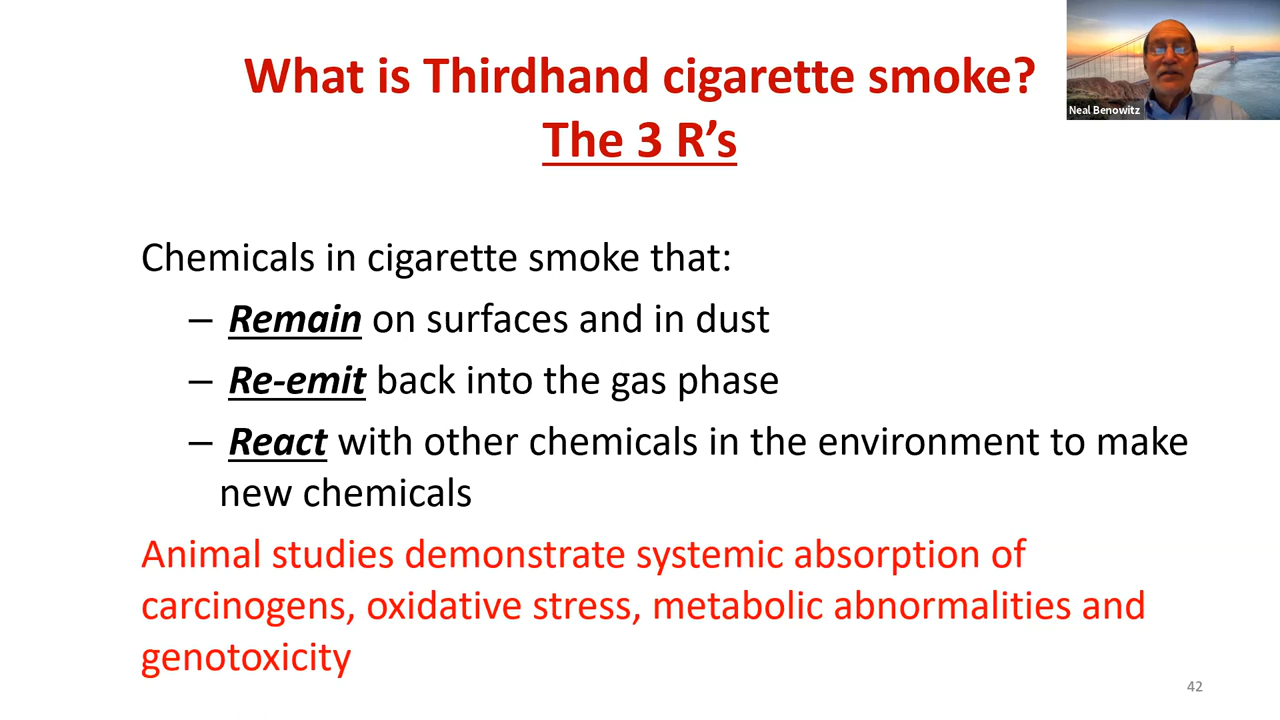 What is Thirdhand cigarette smoke?
The 3 R’s
Neal Benowitz
Chemicals in cigarette smoke that:
– Remain on surfaces and in dust
– Re-emit back into the gas phase
– React with other chemicals in the environment to make
new chemicals
Animal studies demonstrate systemic absorption of
carcinogens, oxidative stress, metabolic abnormalities and
genotoxicity
42